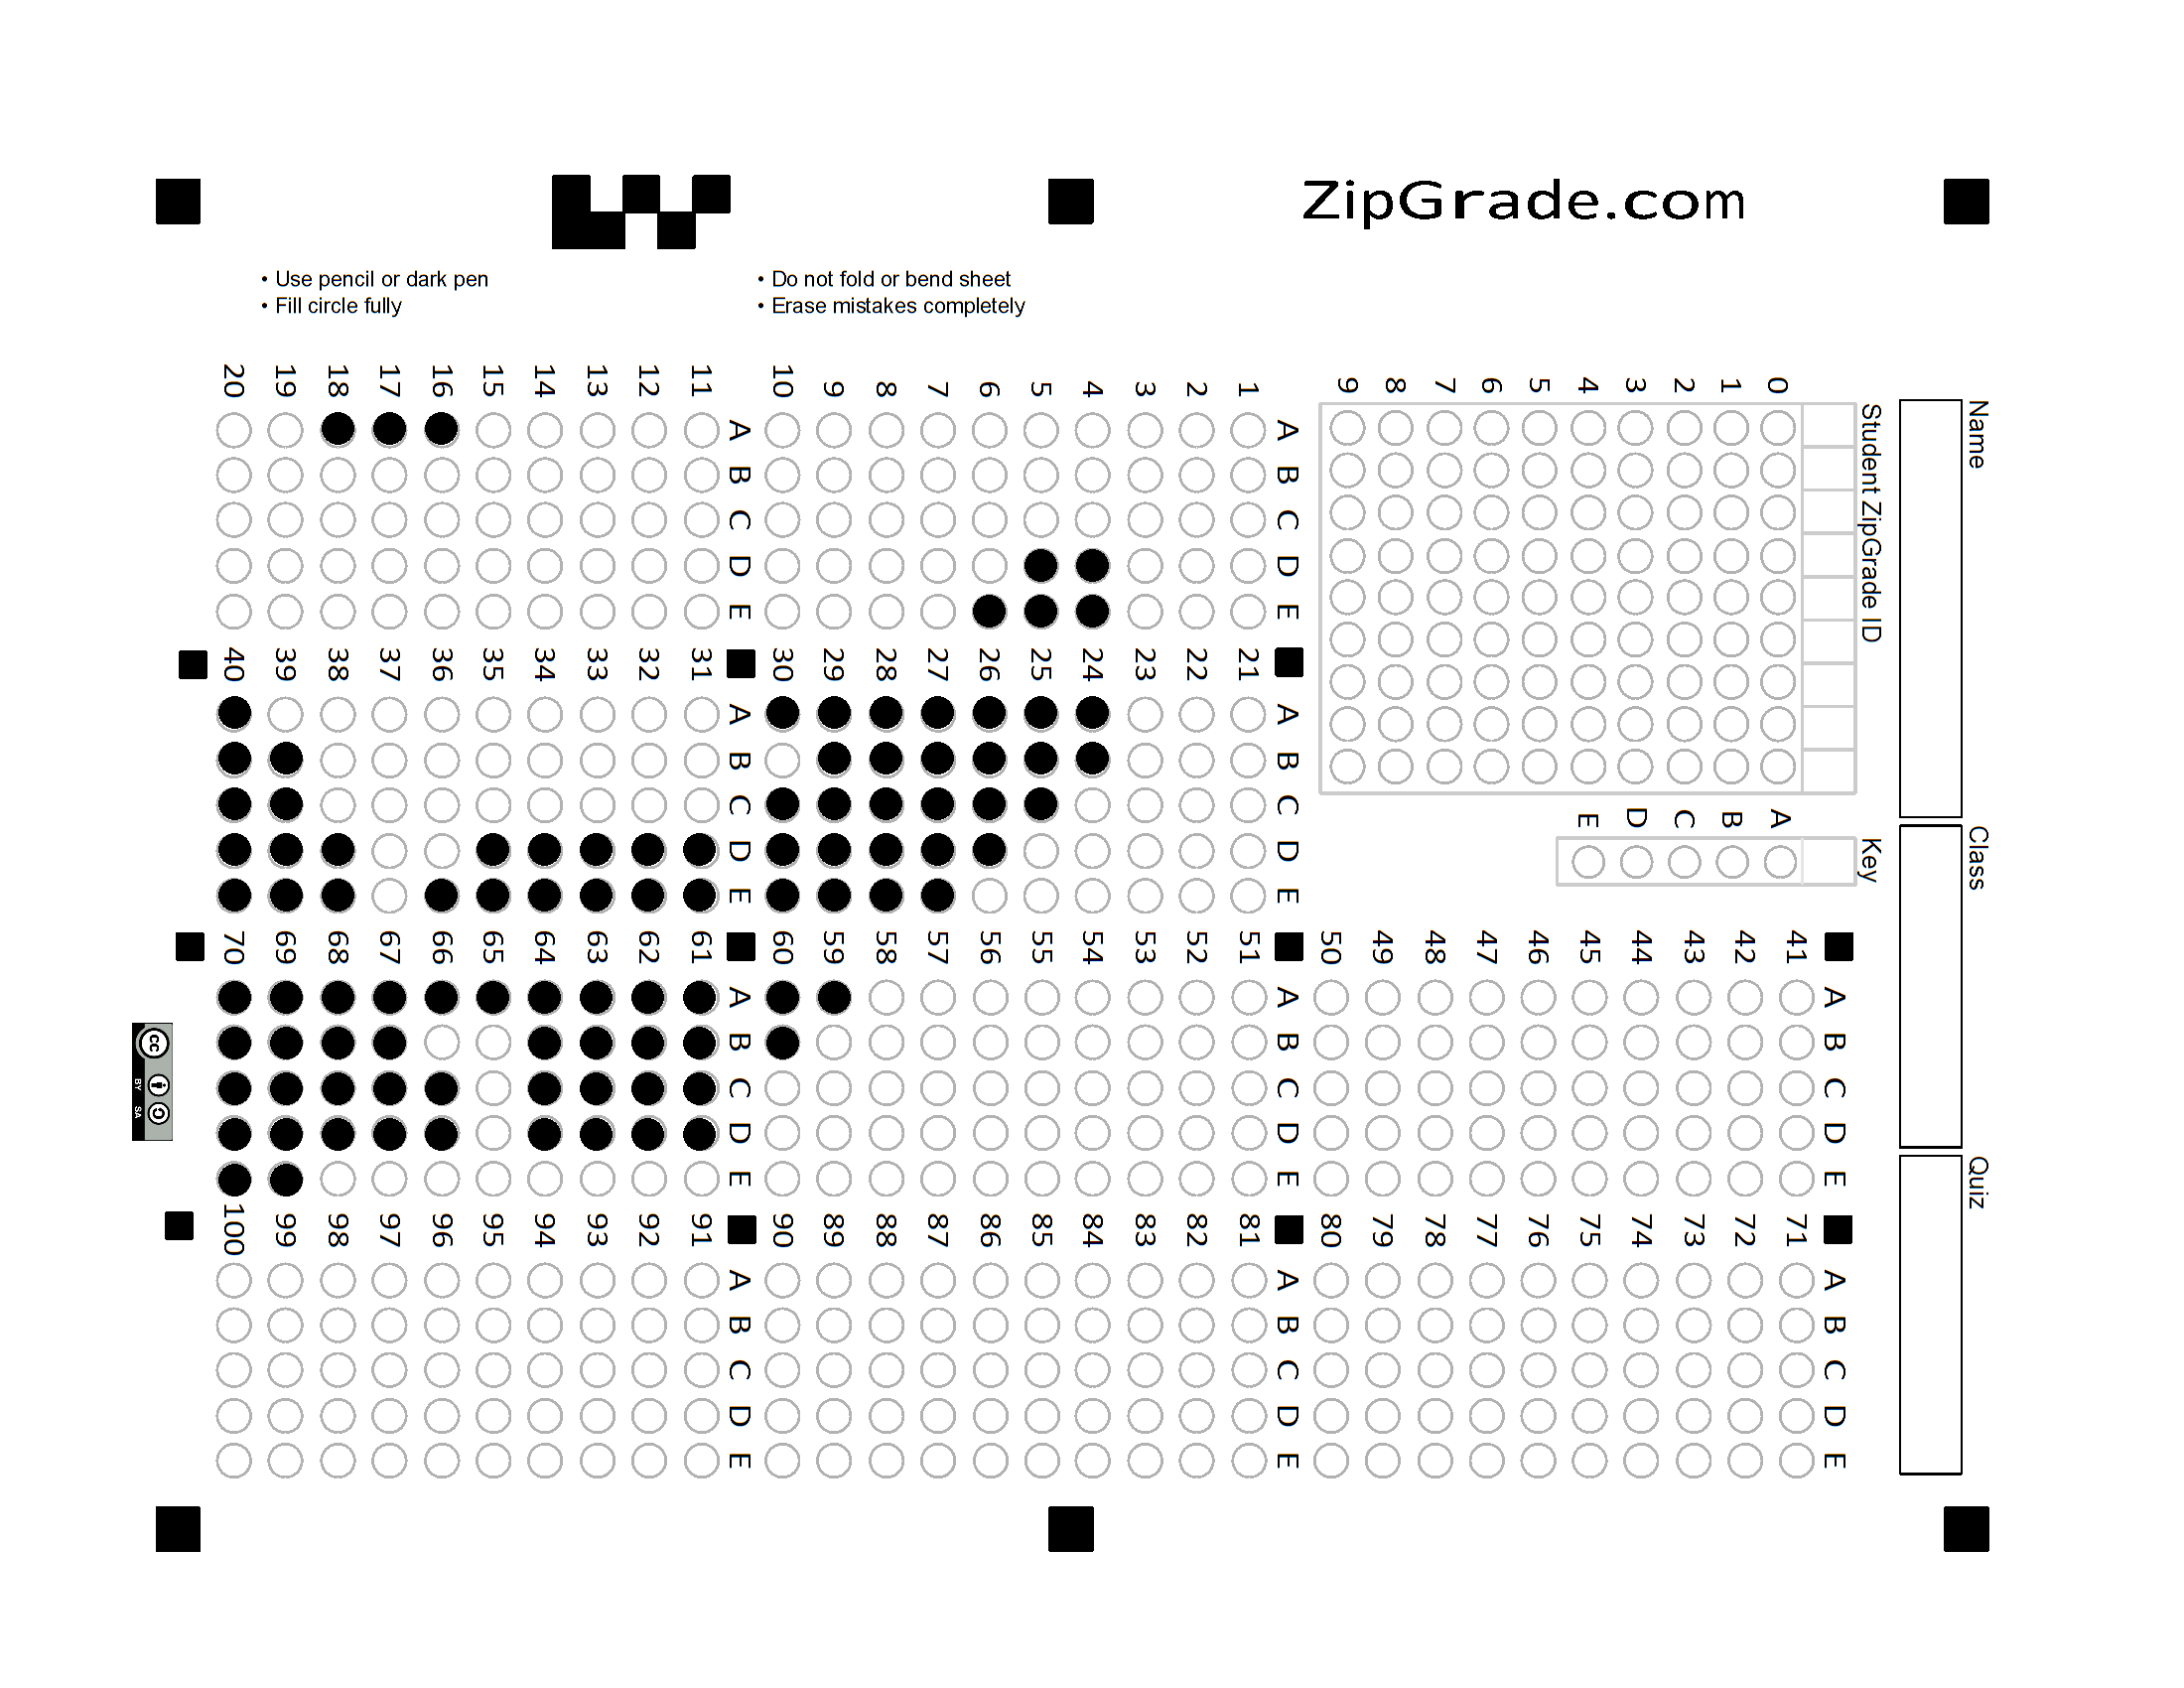 ZipGrade.com
• Use pencil or dark pen
• Fill circle fully
• Do not fold or bend sheet
• Erase mistakes completely
Name
Class
Quiz
Student ZipGrade ID
0 1 2 3 4 5 6 7 8 9
Key
A B C D E
1 2 3 4 5 6 7 8 9 10
A B C D E
11 12 13 14 15 16 17 18 19 20
A B C D E
21 22 23 24 25 26 27 28 29 30
A B C D E
31 32 33 34 35 36 37 38 39 40
A B C D E
41 42 43 44 45 46 47 48 49 50
A B C D E
51 52 53 54 55 56 57 58 59 60
A B C D E
61 62 63 64 65 66 67 68 69 70
A B C D E
71 72 73 74 75 76 77 78 79 80
A B C D E
81 82 83 84 85 86 87 88 89 90
A B C D E
91 92 93 94 95 96 97 98 99 100
A B C D E
cc
BY SA